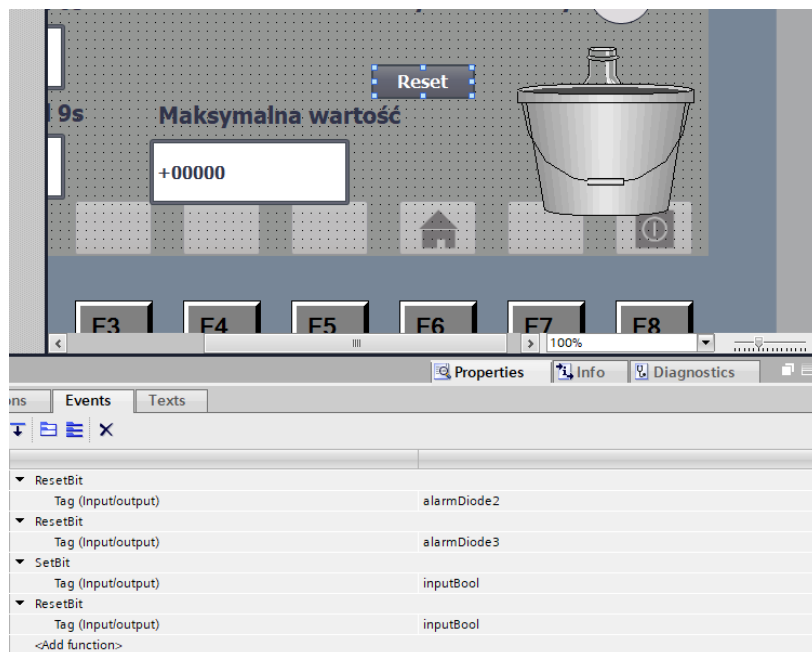 Reset
9s
Maksymalna wartość
+00000
F3 F4 F5 F6 F7 F8
100%
Properties Info Diagnostics
Events Texts
ResetBit
Tag (Input/output) alarmDiode2
ResetBit
Tag (Input/output) alarmDiode3
SetBit
Tag (Input/output) inputBool
ResetBit
Tag (Input/output) inputBool
<Add function>